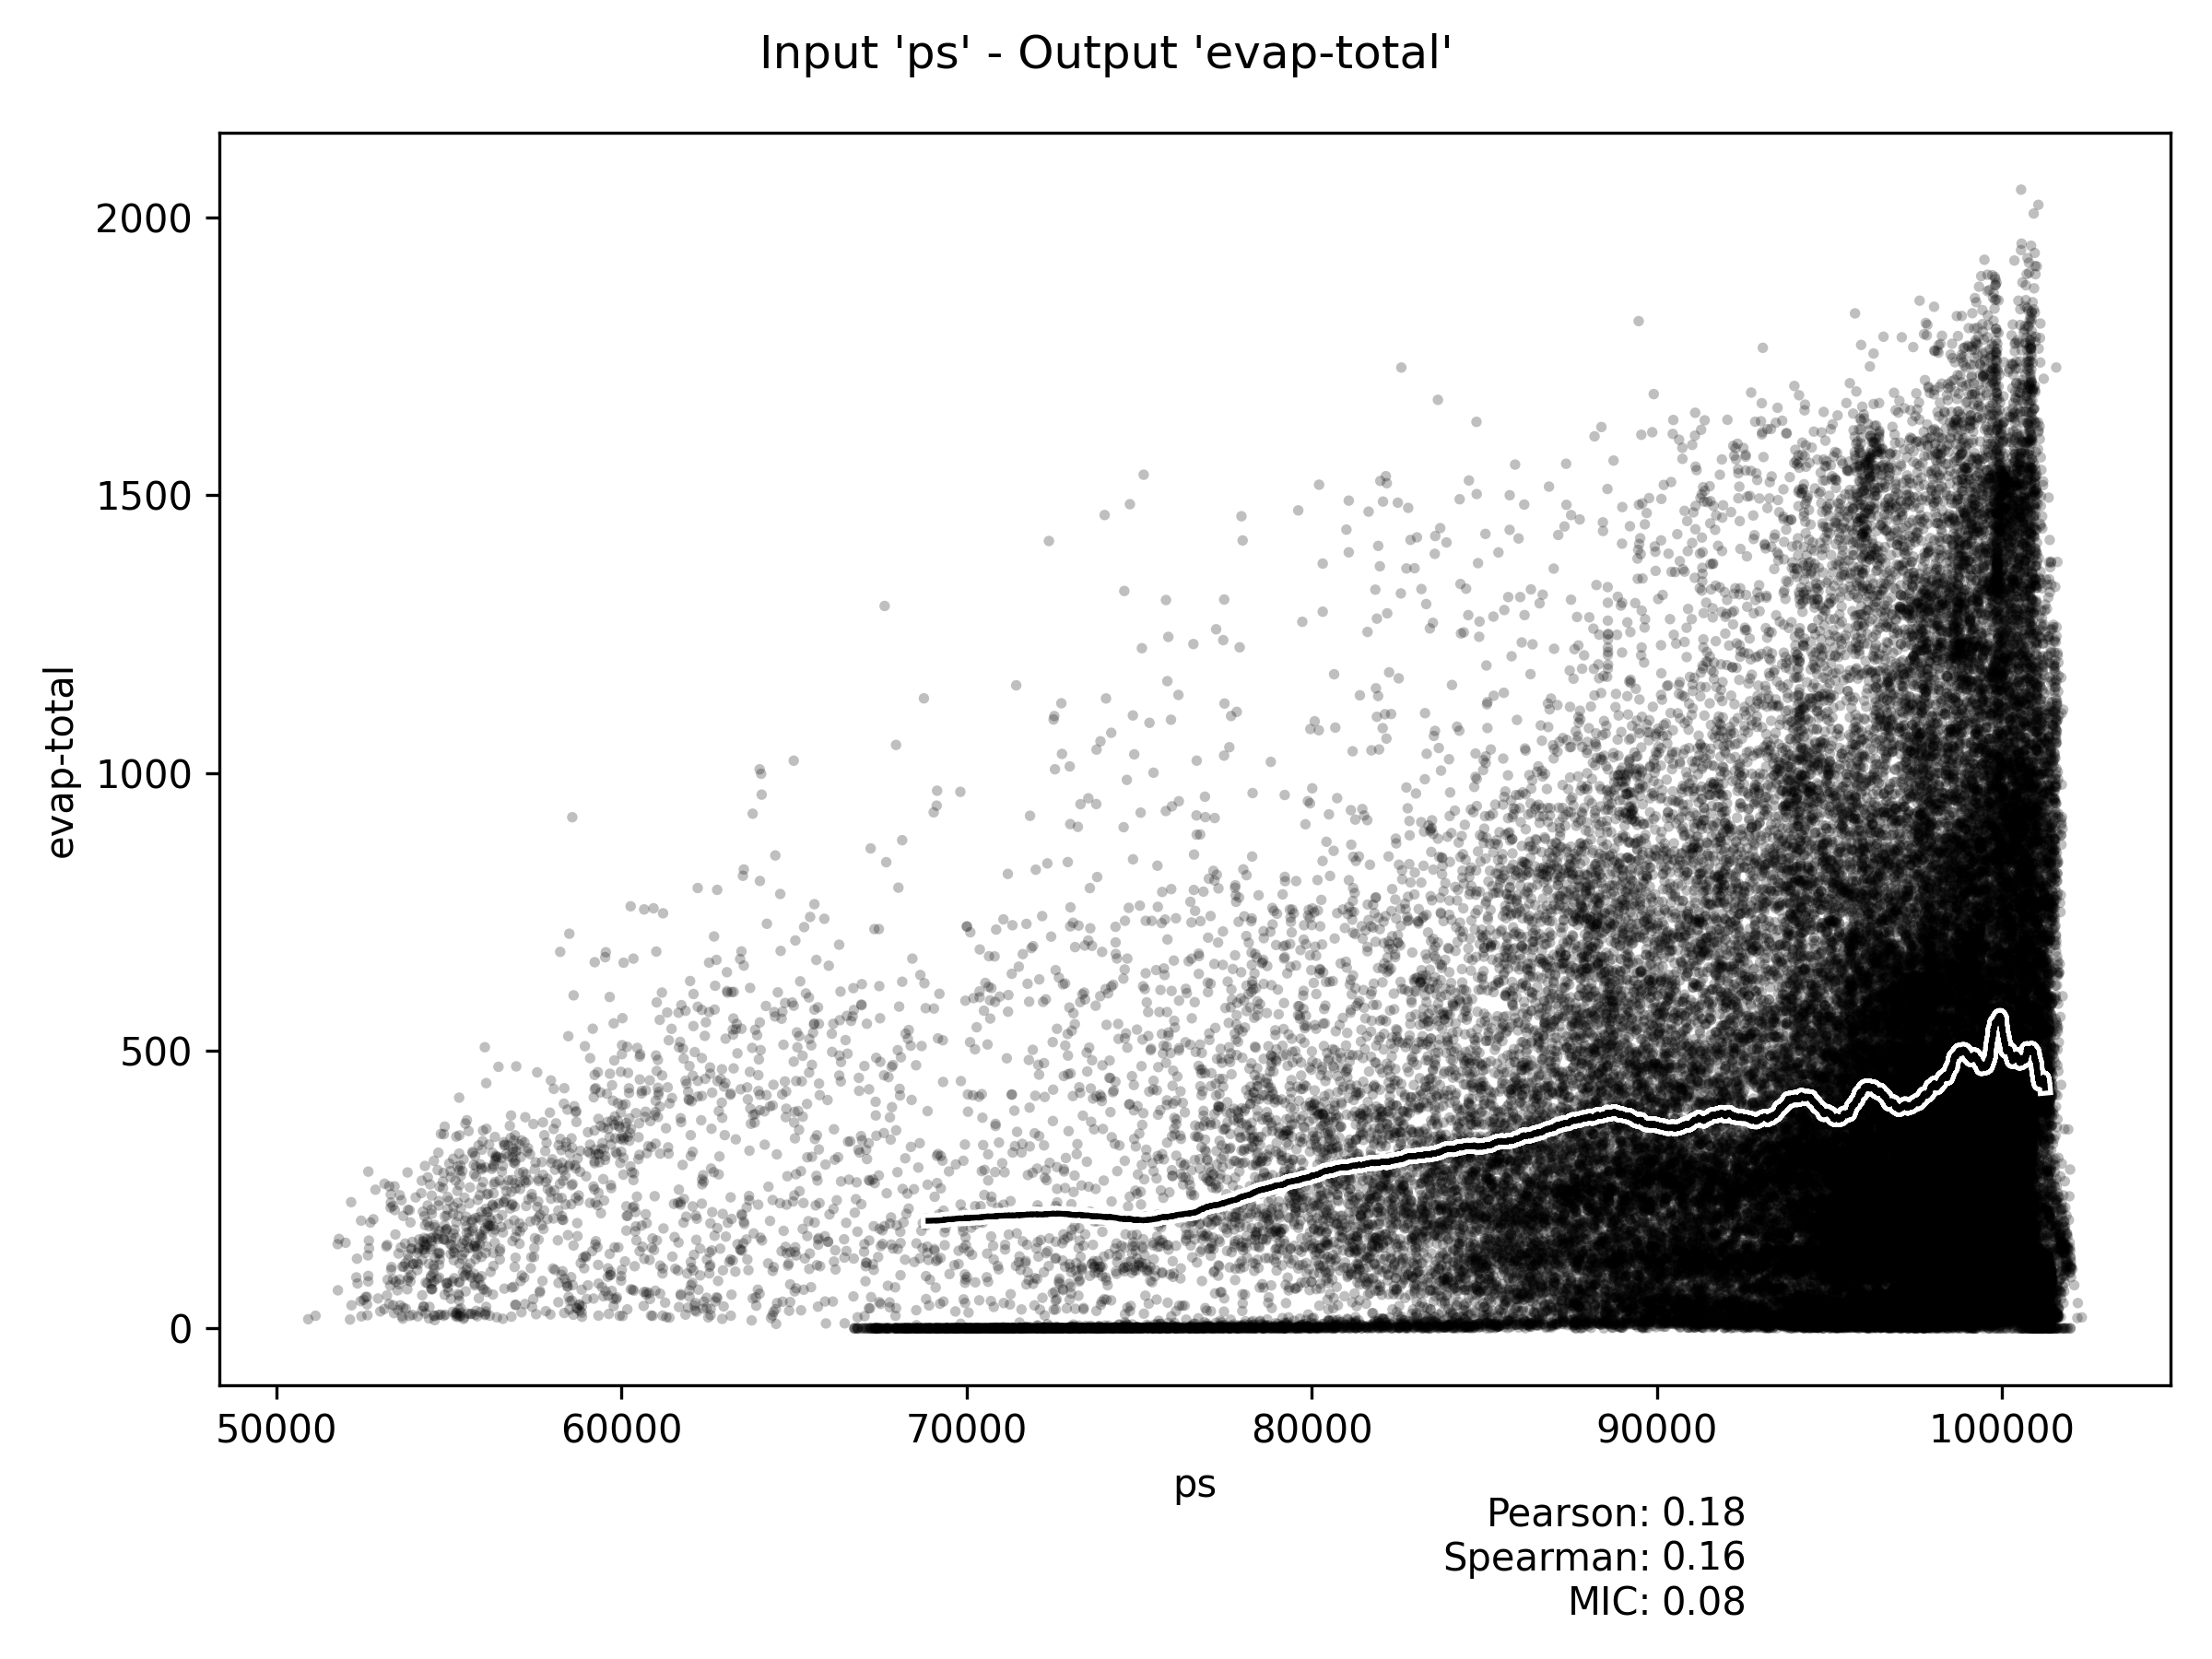 Input 'ps' - Output 'evap-total'
2000
1500
1000
500
0
evap-total
50000 60000 70000 80000 90000 100000
ps
Pearson: 0.18
Spearman: 0.16
MIC: 0.08